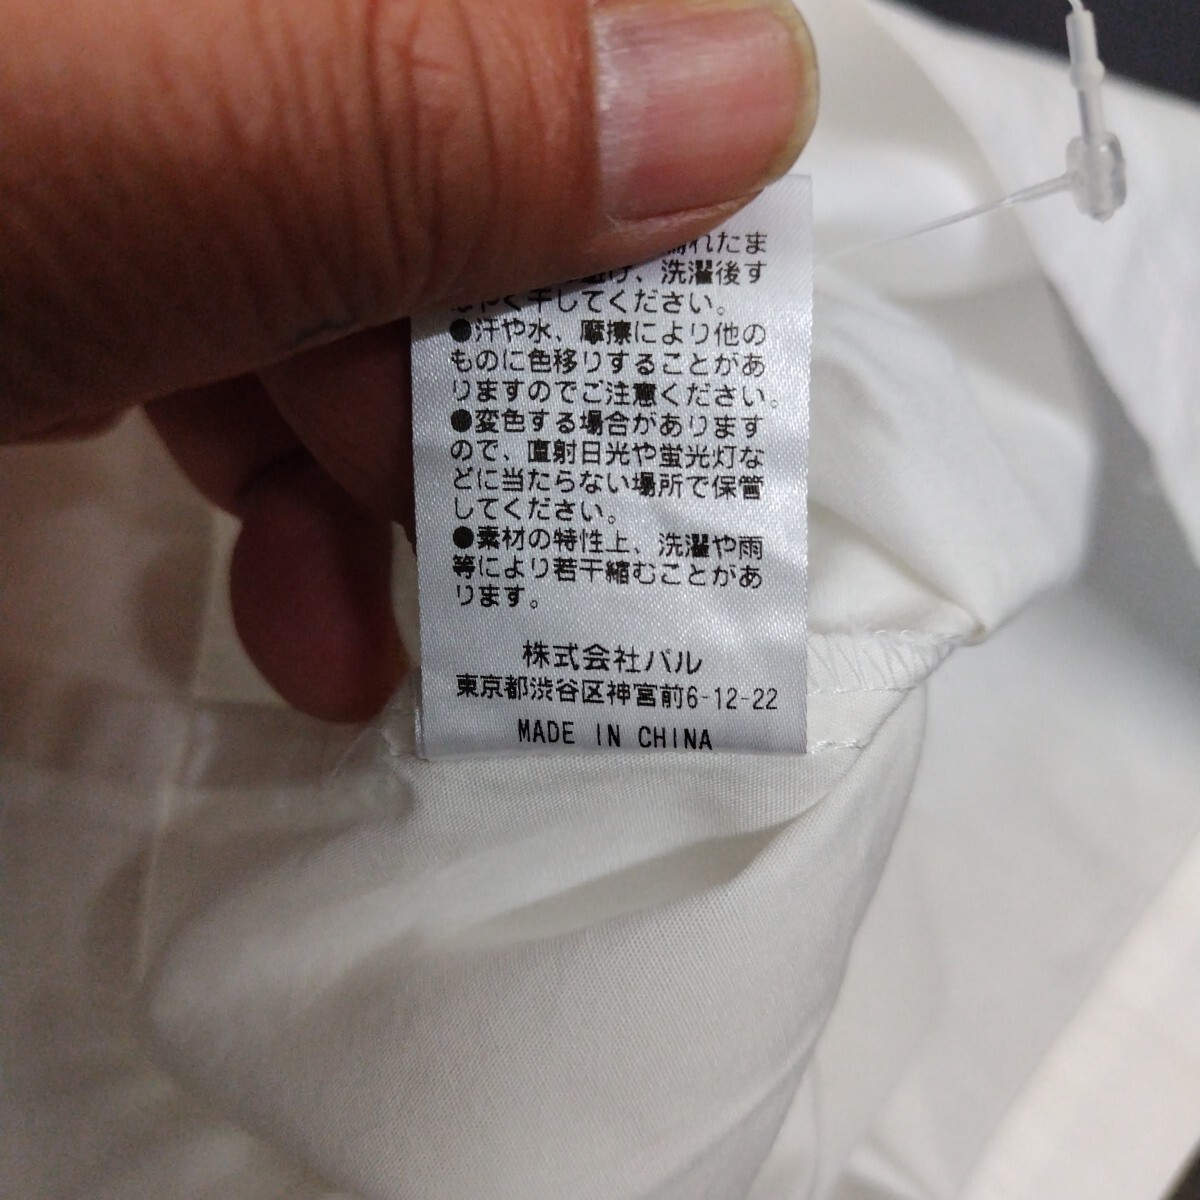 れたま
、洗濯後す
やく干してください。
●汗や水、摩擦により他の
ものに色移りすることがあ
りますのでご注意ください。
●変色する場合があります
ので、直射日光や蛍光灯な
どに当たらない場所で保管
してください。
●素材の特性上、洗濯や雨
等により若干縮むことがあ
ります。
株式会社パル
東京都渋谷区神宮前6-12-22
MADE IN CHINA